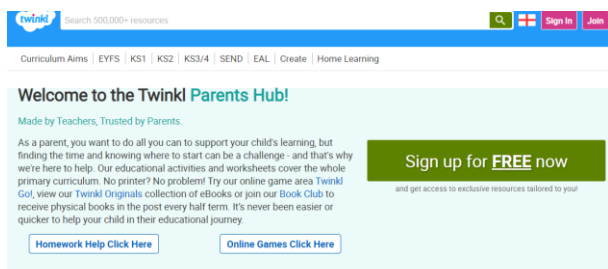 twinkl
Search 500,000+ resources
Sign In
Join
Curriculum Aims | EYFS | KS1 | KS2 | KS3/4 | SEND | EAL | Create | Home Learning
Welcome to the Twinkl Parents Hub!
Made by Teachers, Trusted by Parents.
As a parent, you want to do all you can to support your child's learning, but
finding the time and knowing where to start can be a challenge - and that's why
we're here to help. Our educational activities and worksheets cover the whole
primary curriculum. No printer? No problem! Try our online game area Twinkl
Go!, view our Twinkl Originals collection of eBooks or join our Book Club to
receive physical books in the post every half term. It's never been easier or
quicker to help your child in their educational journey.
Homework Help Click Here
Online Games Click Here
Sign up for FREE now
and get access to exclusive resources tailored to you!